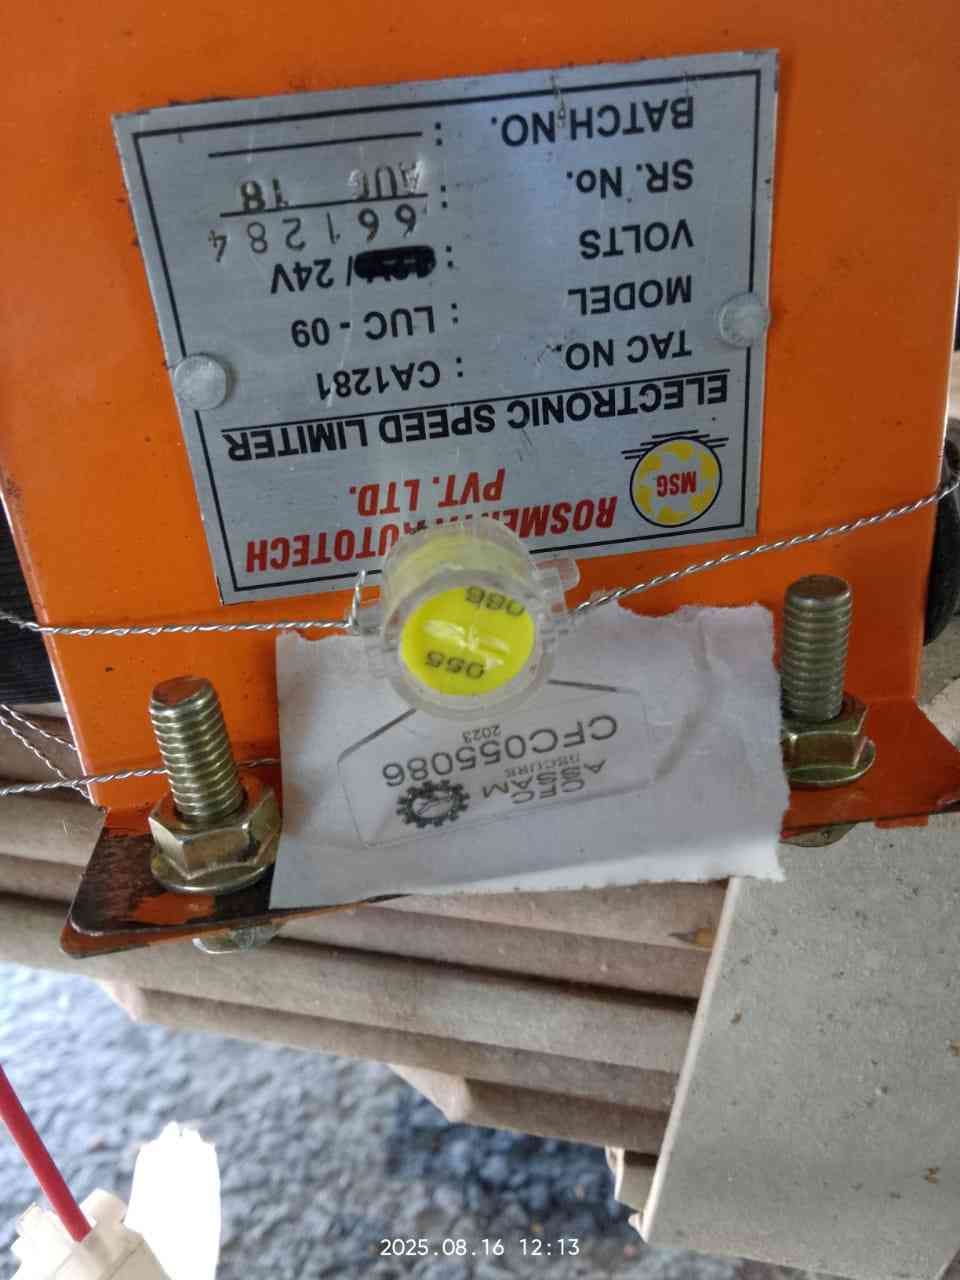 CFC055086
2023
055
086
MSG
ROSMERTA AUTOTECH
PVT. LTD.
ELECTRONIC SPEED LIMITER
TAC NO. : CA1281
MODEL : LUC - 09
VOLTS : / 24V
SR. No. : 661284
AUG 18
BATCH NO. :
2025.08.16 12:13